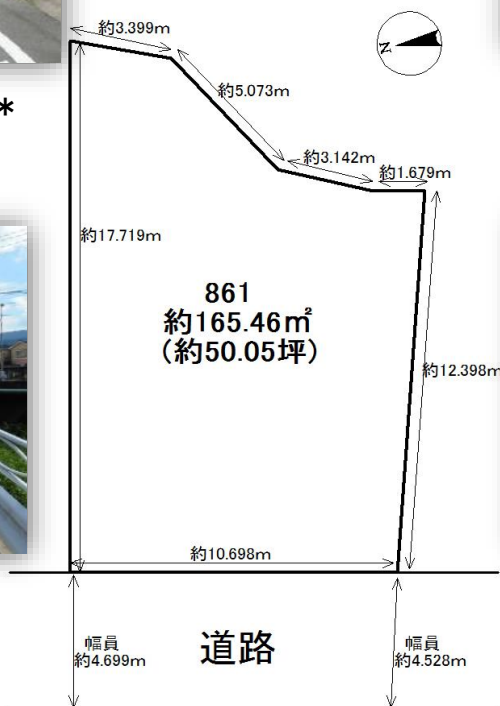 約3.399m
N
約5.073m
*
約3.142m
約1.679m
約17.719m
861
約165.46㎡
（約50.05坪）
約12.398m
約10.698m
幅員
約4.699m
道路
幅員
約4.528m